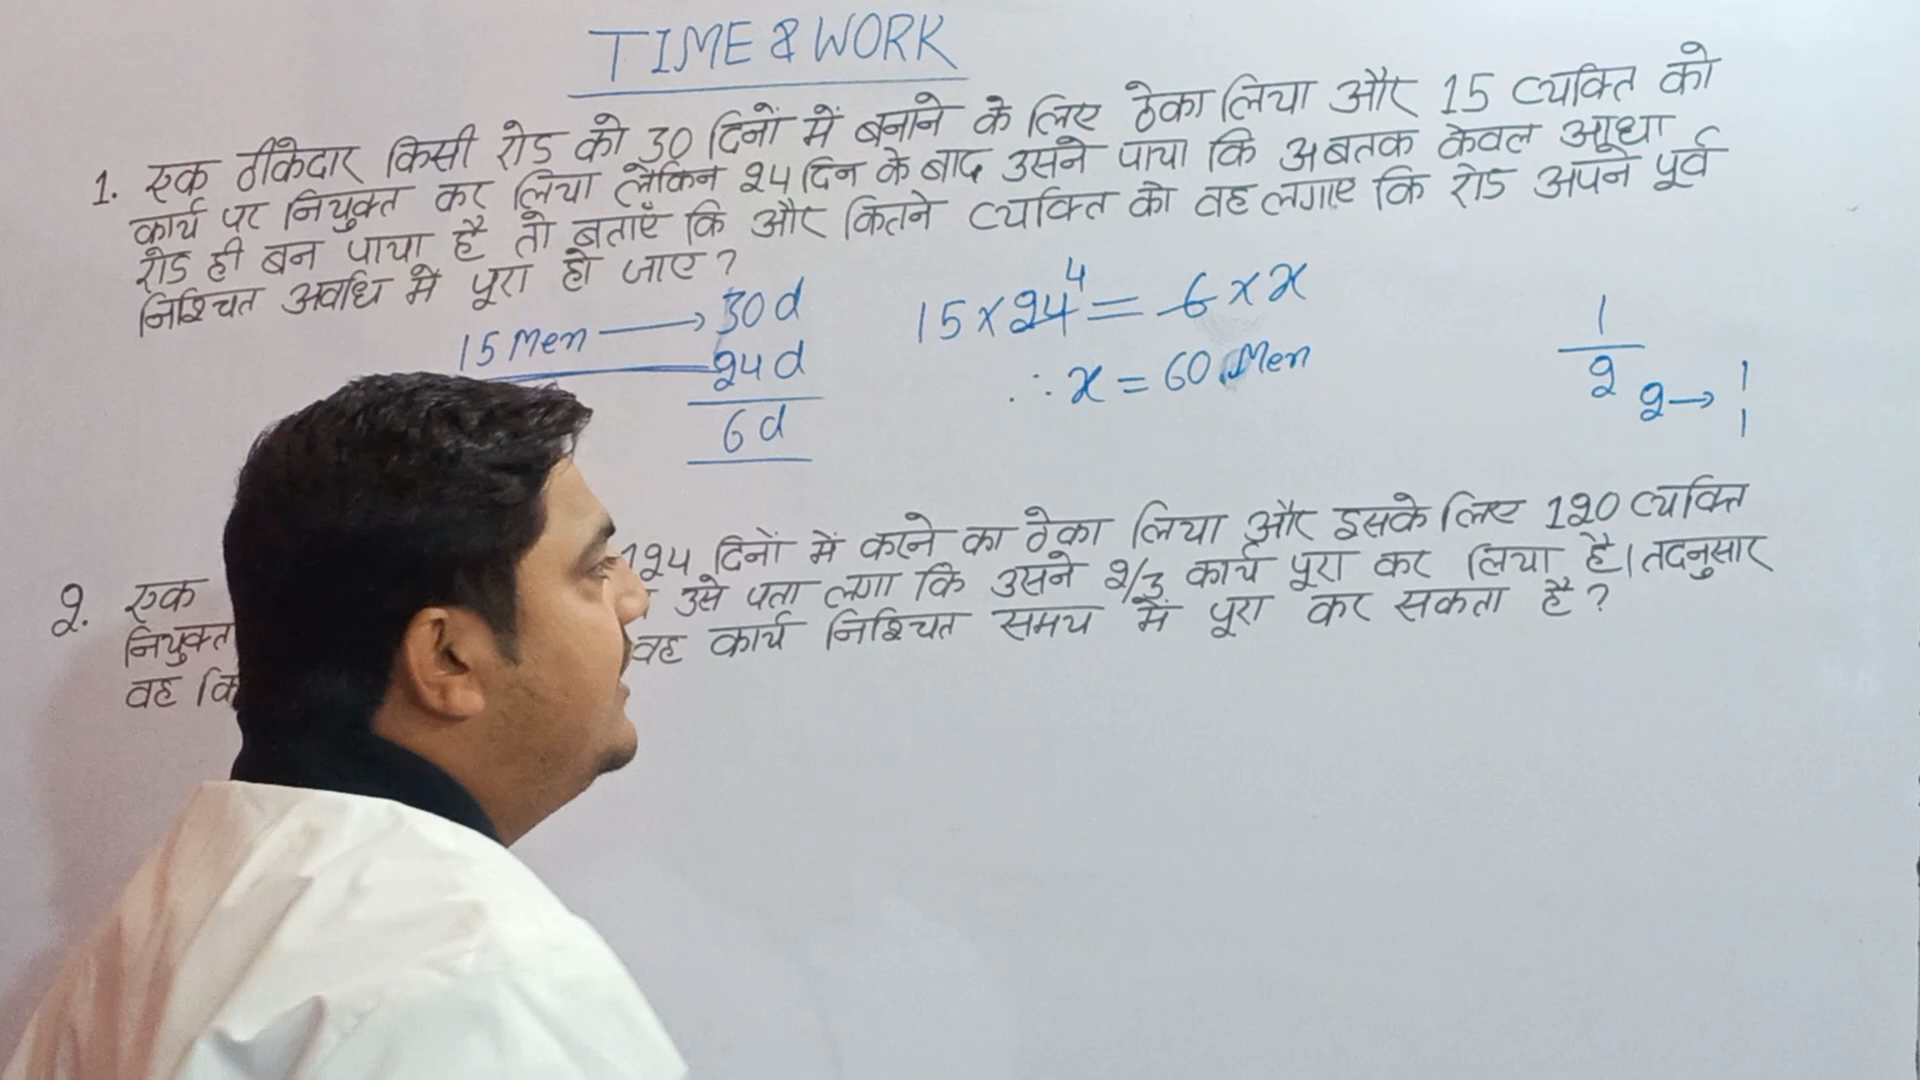 TIME & WORK
1. एक ठीकेदार किसी रोड को 30 दिनों में बनाने के लिए ठेका लिया और 15 व्यक्ति को
कार्य पर नियुक्त कर लिया लेकिन 24 दिन के बाद उसने पाया कि अबतक केवल आधा
रोड ही बन पाया है तो बताएँ कि और कितने व्यक्ति को वह लगाए कि रोड अपने पूर्व
निश्चित अवधि में पूरा हो जाए ?
15 Men → 30 d
24 d
6 d
15 x 24 4 = 6 x x
∴ x = 60 Men
1
2
2 → 1
1
2. एक 124 दिनों में करने का ठेका लिया और इसके लिए 120 व्यक्ति
नियुक्त उसे पता लगा कि उसने 2/3 कार्य पूरा कर लिया है। तदनुसार
वह वह कार्य निश्चित समय में पूरा कर सकता है ?